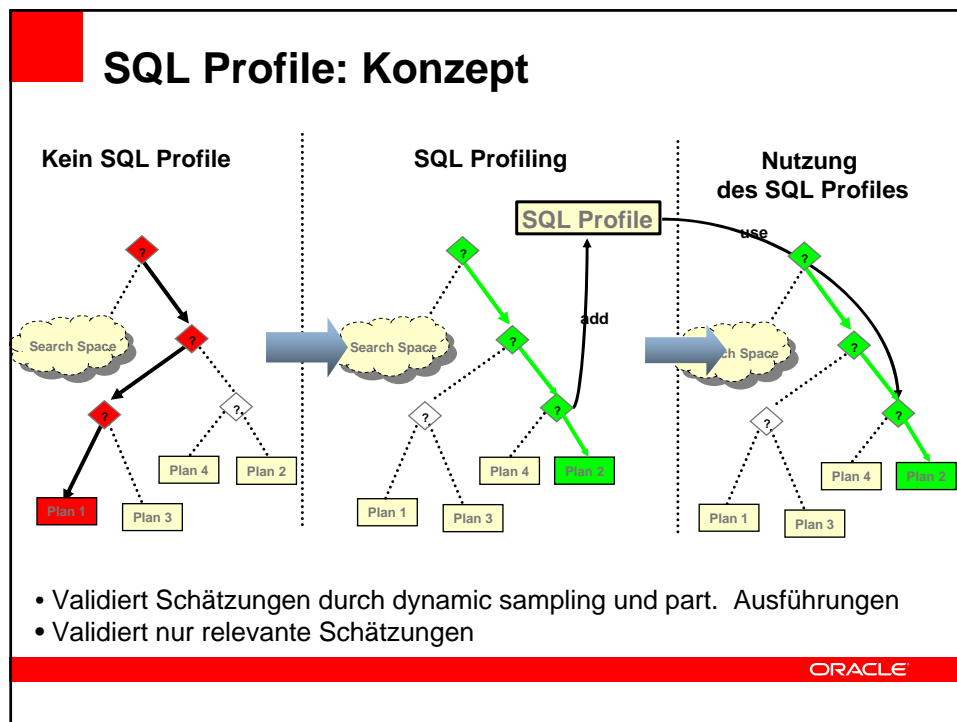 SQL Profile: Konzept
Kein SQL Profile
?
Search Space
?
?
?
Plan 4
Plan 2
Plan 1
Plan 3
SQL Profiling
SQL Profile
?
add
Search Space
?
?
?
Plan 4
Plan 2
Plan 1
Plan 3
Nutzung
des SQL Profiles
use
?
ch Space
?
?
?
Plan 4
Plan 2
Plan 1
Plan 3
• Validiert Schätzungen durch dynamic sampling und part. Ausführungen
• Validiert nur relevante Schätzungen
ORACLE